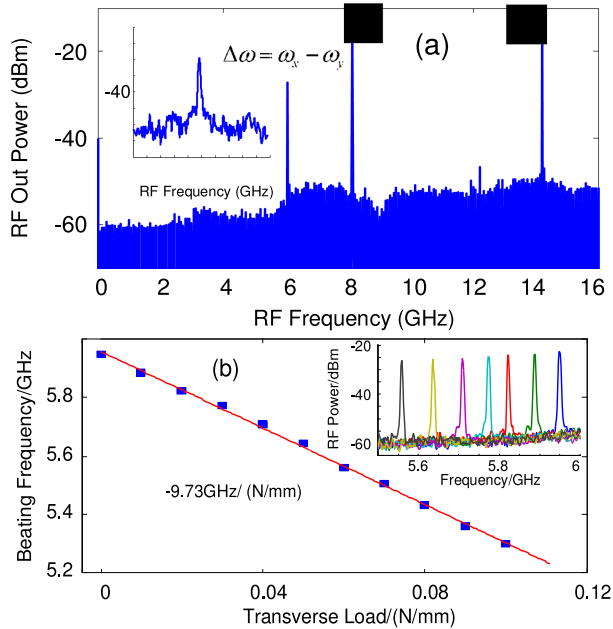 -10
(a)
Δω = ωx − ωy
-20
-40
-40
-60
RF Frequency (GHz)
RF Out Power (dBm)
0 2 4 6 8 10 12 14 16
RF Frequency (GHz)
(b)
-20
-40
-60
RF Power/dBm
5.6 5.8 6
Frequency/GHz
5.8
5.6
5.4
5.2
Beating Frequency/GHz
-9.73GHz/ (N/mm)
0 0.04 0.08 0.12
Transverse Load/(N/mm)